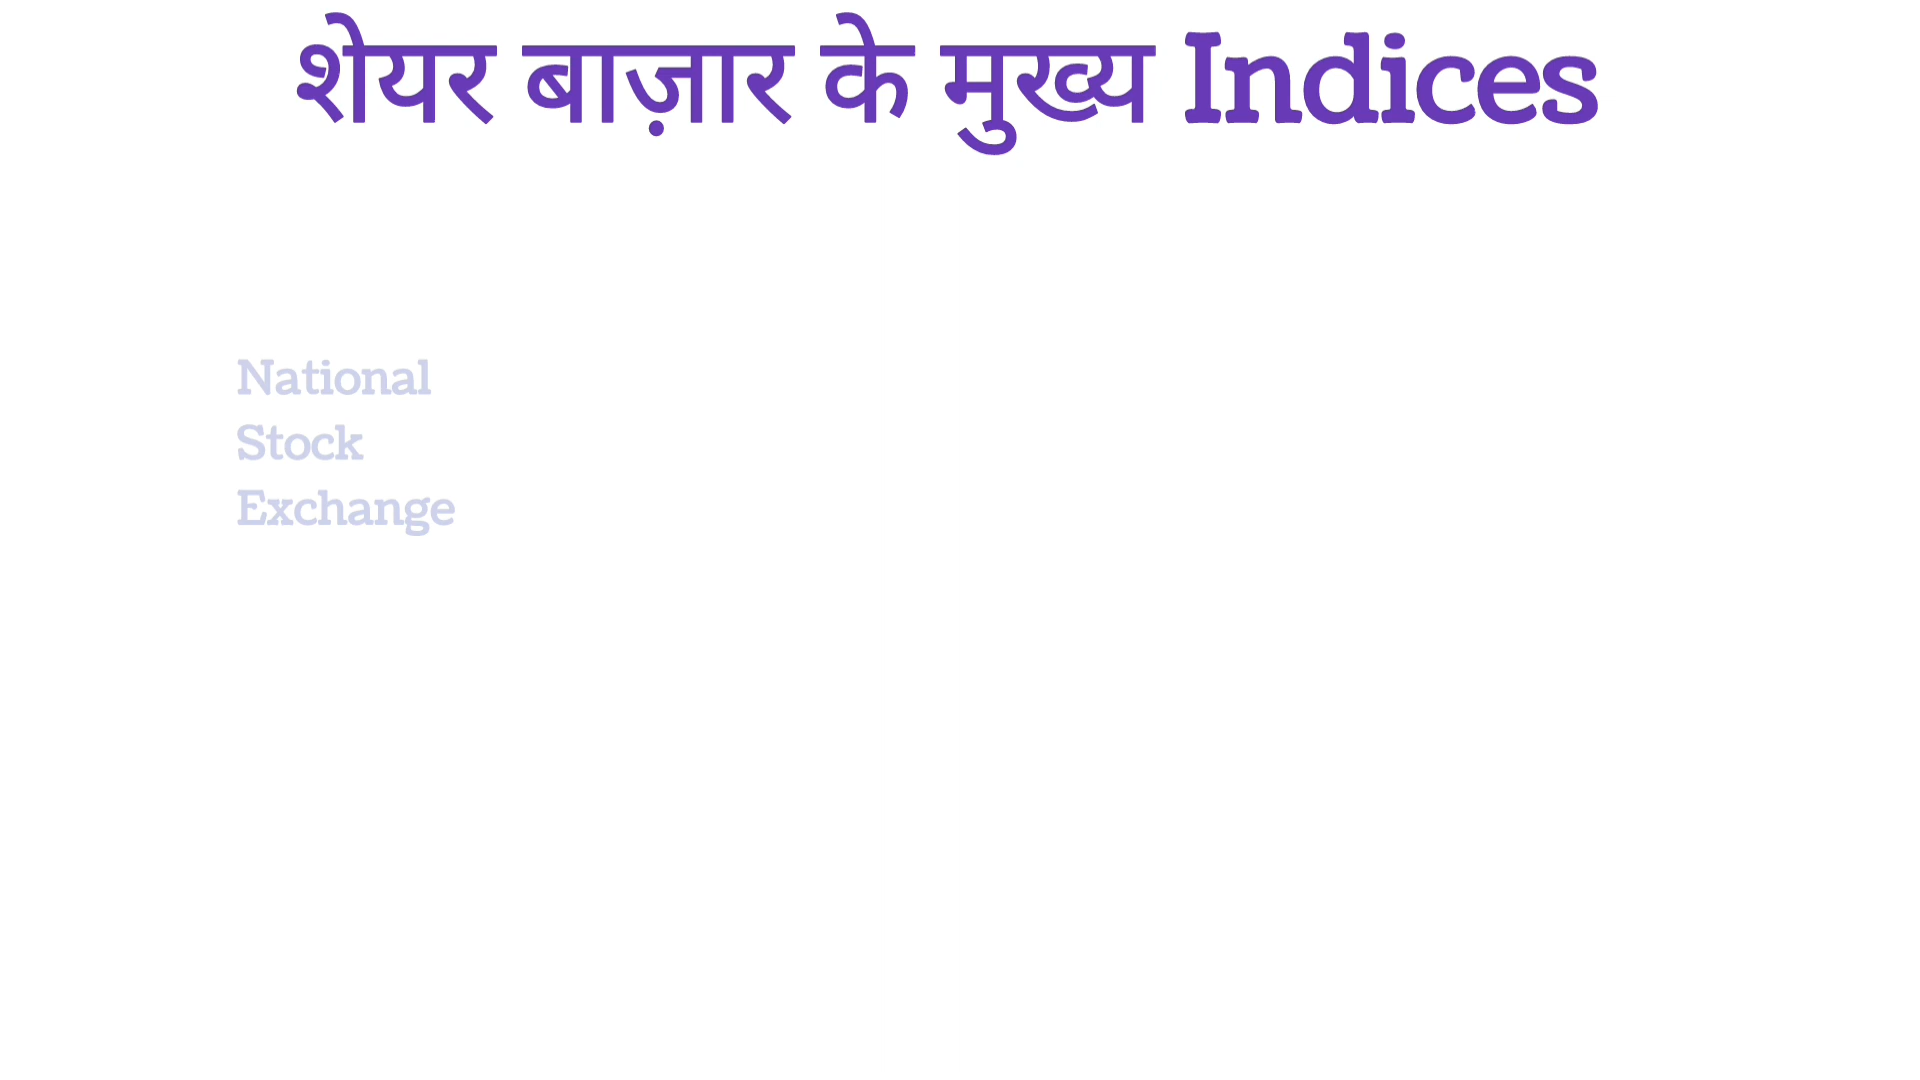 शेयर बाज़ार के मुख्य Indices
National
Stock
Exchange